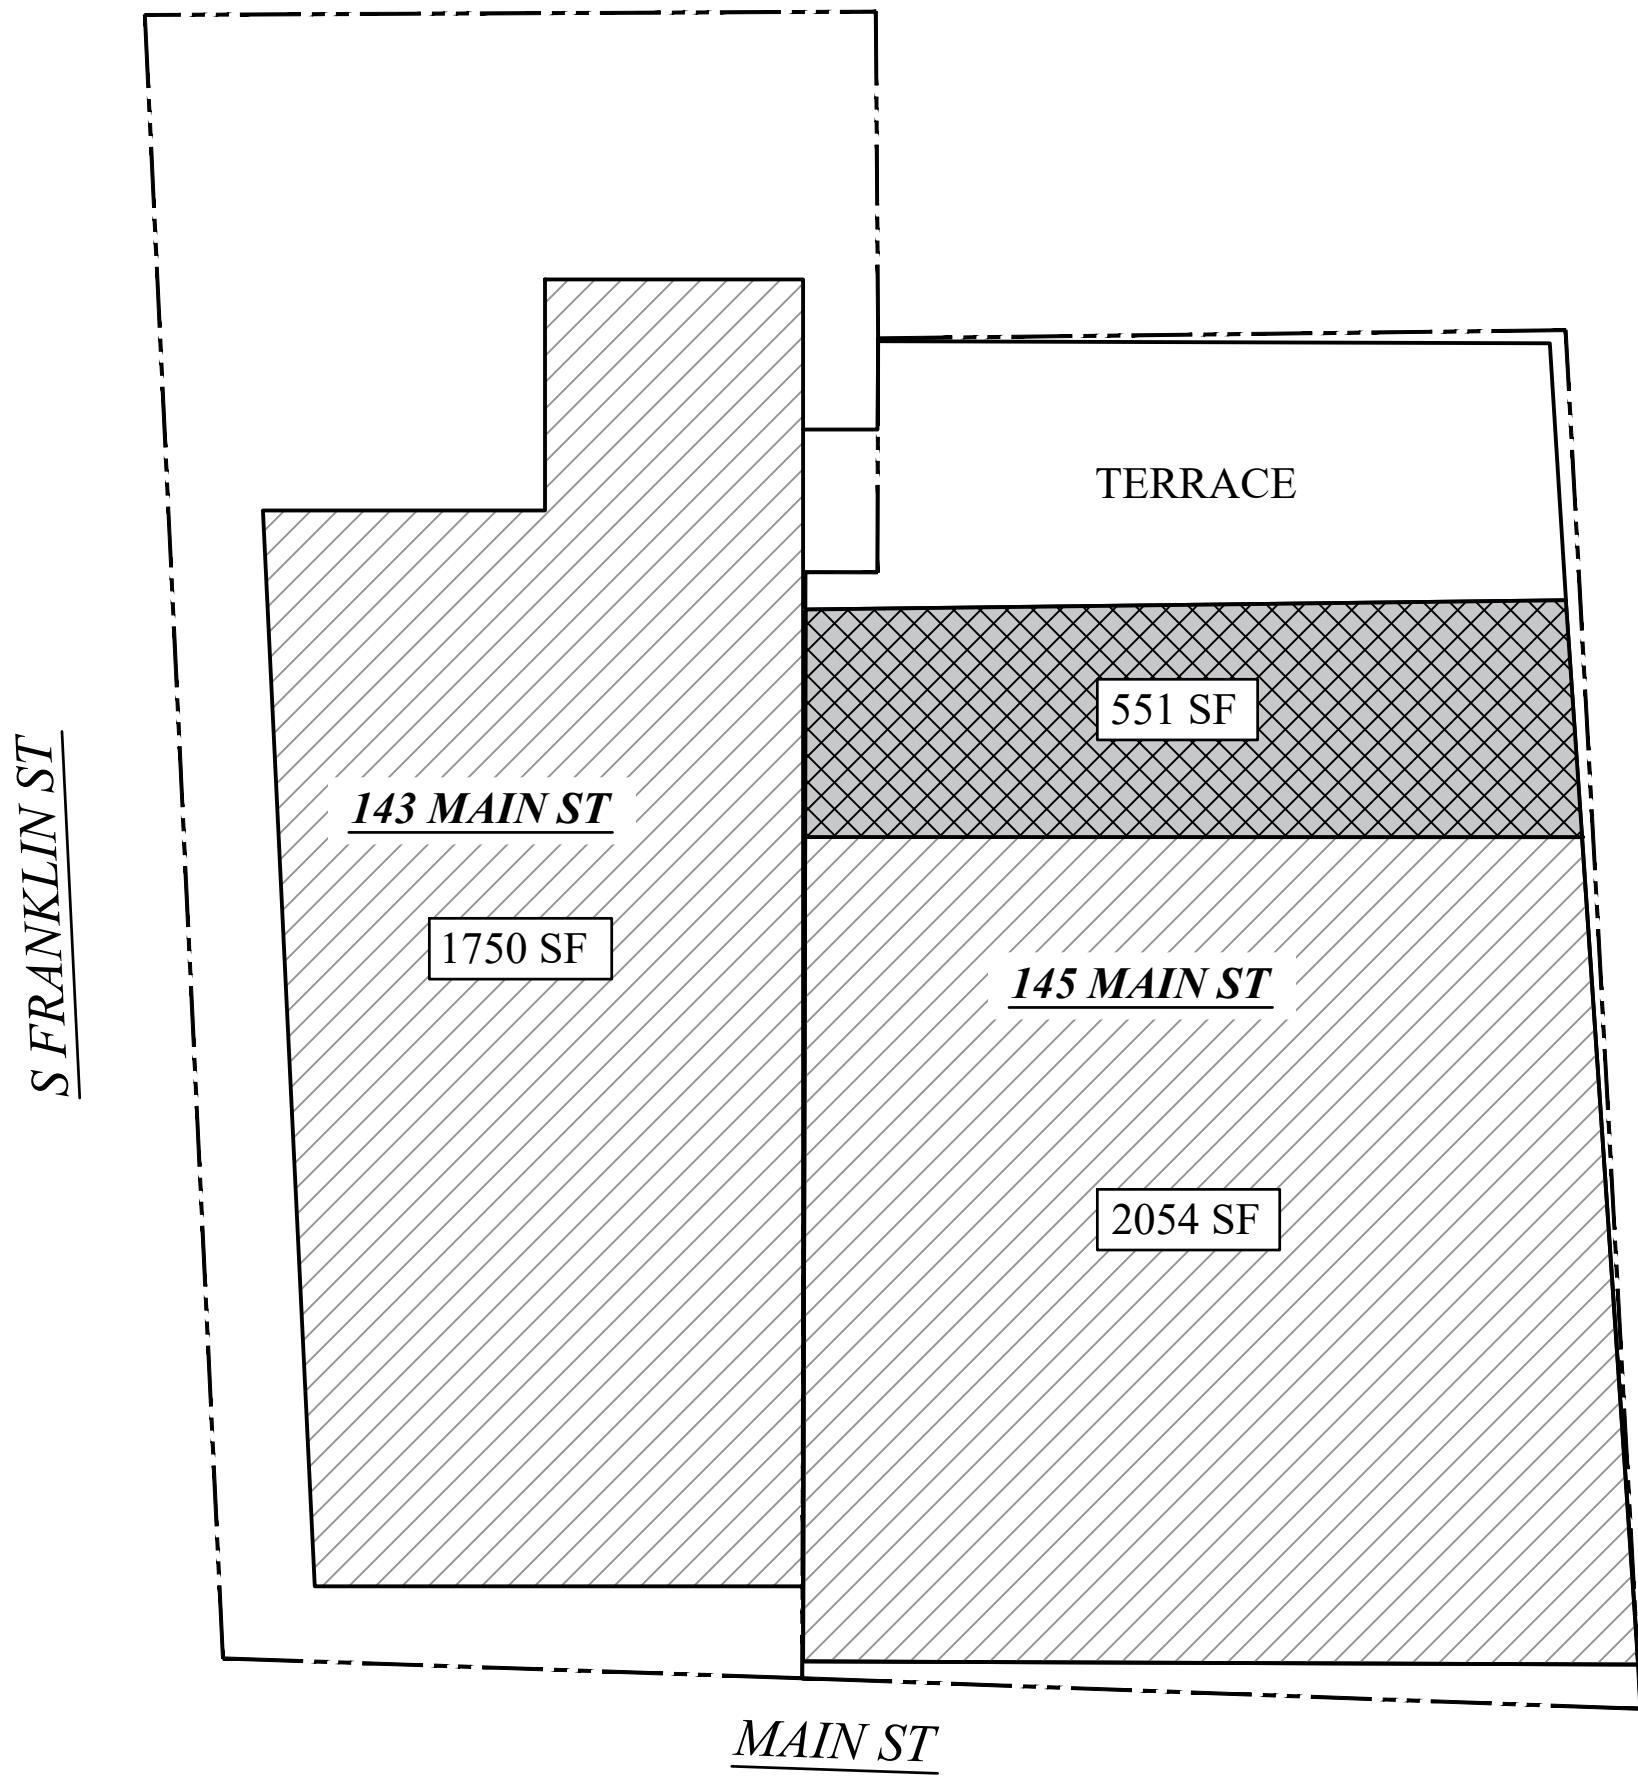 TERRACE
551 SF
S FRANKLIN ST
143 MAIN ST
1750 SF
145 MAIN ST
2054 SF
MAIN ST